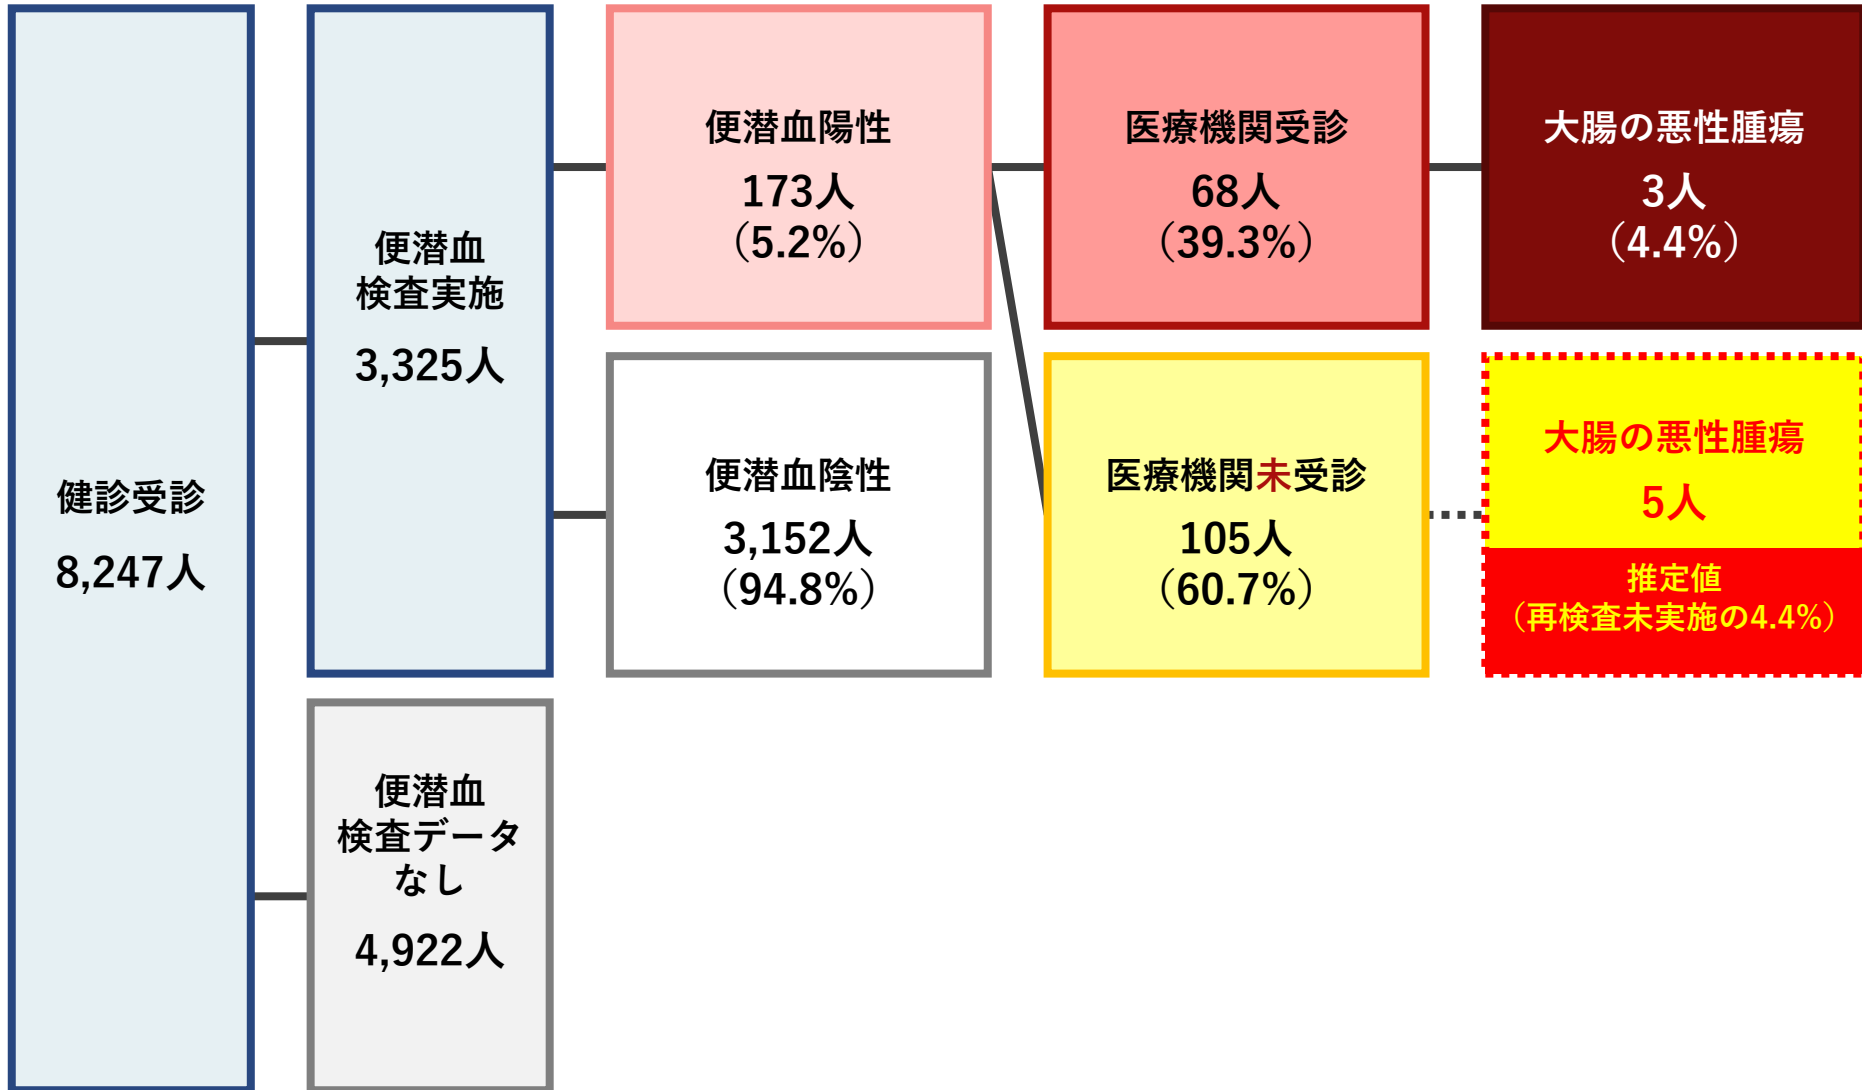 健診受診
8,247人
便潜血
検査実施
3,325人
便潜血
検査データ
なし
4,922人
便潜血陽性
173人
（5.2%）
便潜血陰性
3,152人
（94.8%）
医療機関受診
68人
（39.3%）
医療機関未受診
105人
（60.7%）
大腸の悪性腫瘍
3人
（4.4%）
大腸の悪性腫瘍
5人
推定値
（再検査未実施の4.4%）